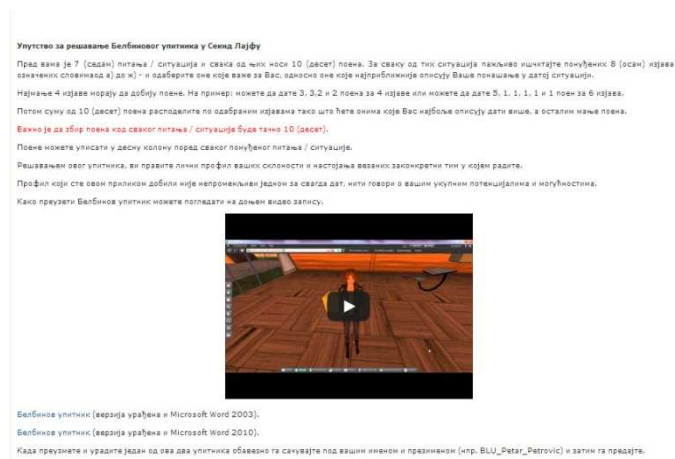 Упутство за решавање Белбиновог упитника у Секнд Лајфу
Пред вама је 7 (седам) питања / ситуација и свака од њих носи 10 (десет) поена. За сваку од тих ситуација пажљиво ишчитајте понуђених 8 (осам) изјава
означених словимаод а) до ж) - и одаберите оне које важе за Вас, односно оне које најприближније описују Ваше понашање у датој ситуацији.
Најмање 4 изјаве морају да добију поене. На пример: можете да дате 3, 3,2 и 2 поена за 4 изјаве или можете да дате 5, 1, 1, 1, 1 и 1 поен за 6 изјава.
Потом суму од 10 (десет) поена расподелите по одабраним изјавама тако што ћете онима које Вас најбоље описују дати више, а осталим мање поена.
Важно је да збир поена код сваког питања / ситуације буде тачно 10 (десет).
Поене можете уписати у десну колону поред сваког понуђеног питања / ситуације.
Решавањем овог упитника, ви правите лични профил ваших склоности и настојања везаних законкретни тим у којем радите.
Профил који сте овом приликом добили није непроменљиви једном за свагда дат, нити говори о вашим укупним потенцијалима и могућностима.
Како преузети Белбинов упитник можете погледати на доњем видео запису.
Белбинов упитник (верзија урађена и Microsoft Word 2003).
Белбинов упитник (верзија урађена и Microsoft Word 2010).
Када преузмете и урадите један од ова два упитника обавезно га сачувајте под вашим именом и презименом (нпр. BLU_Petar_Petrovic) и затим га предајте.